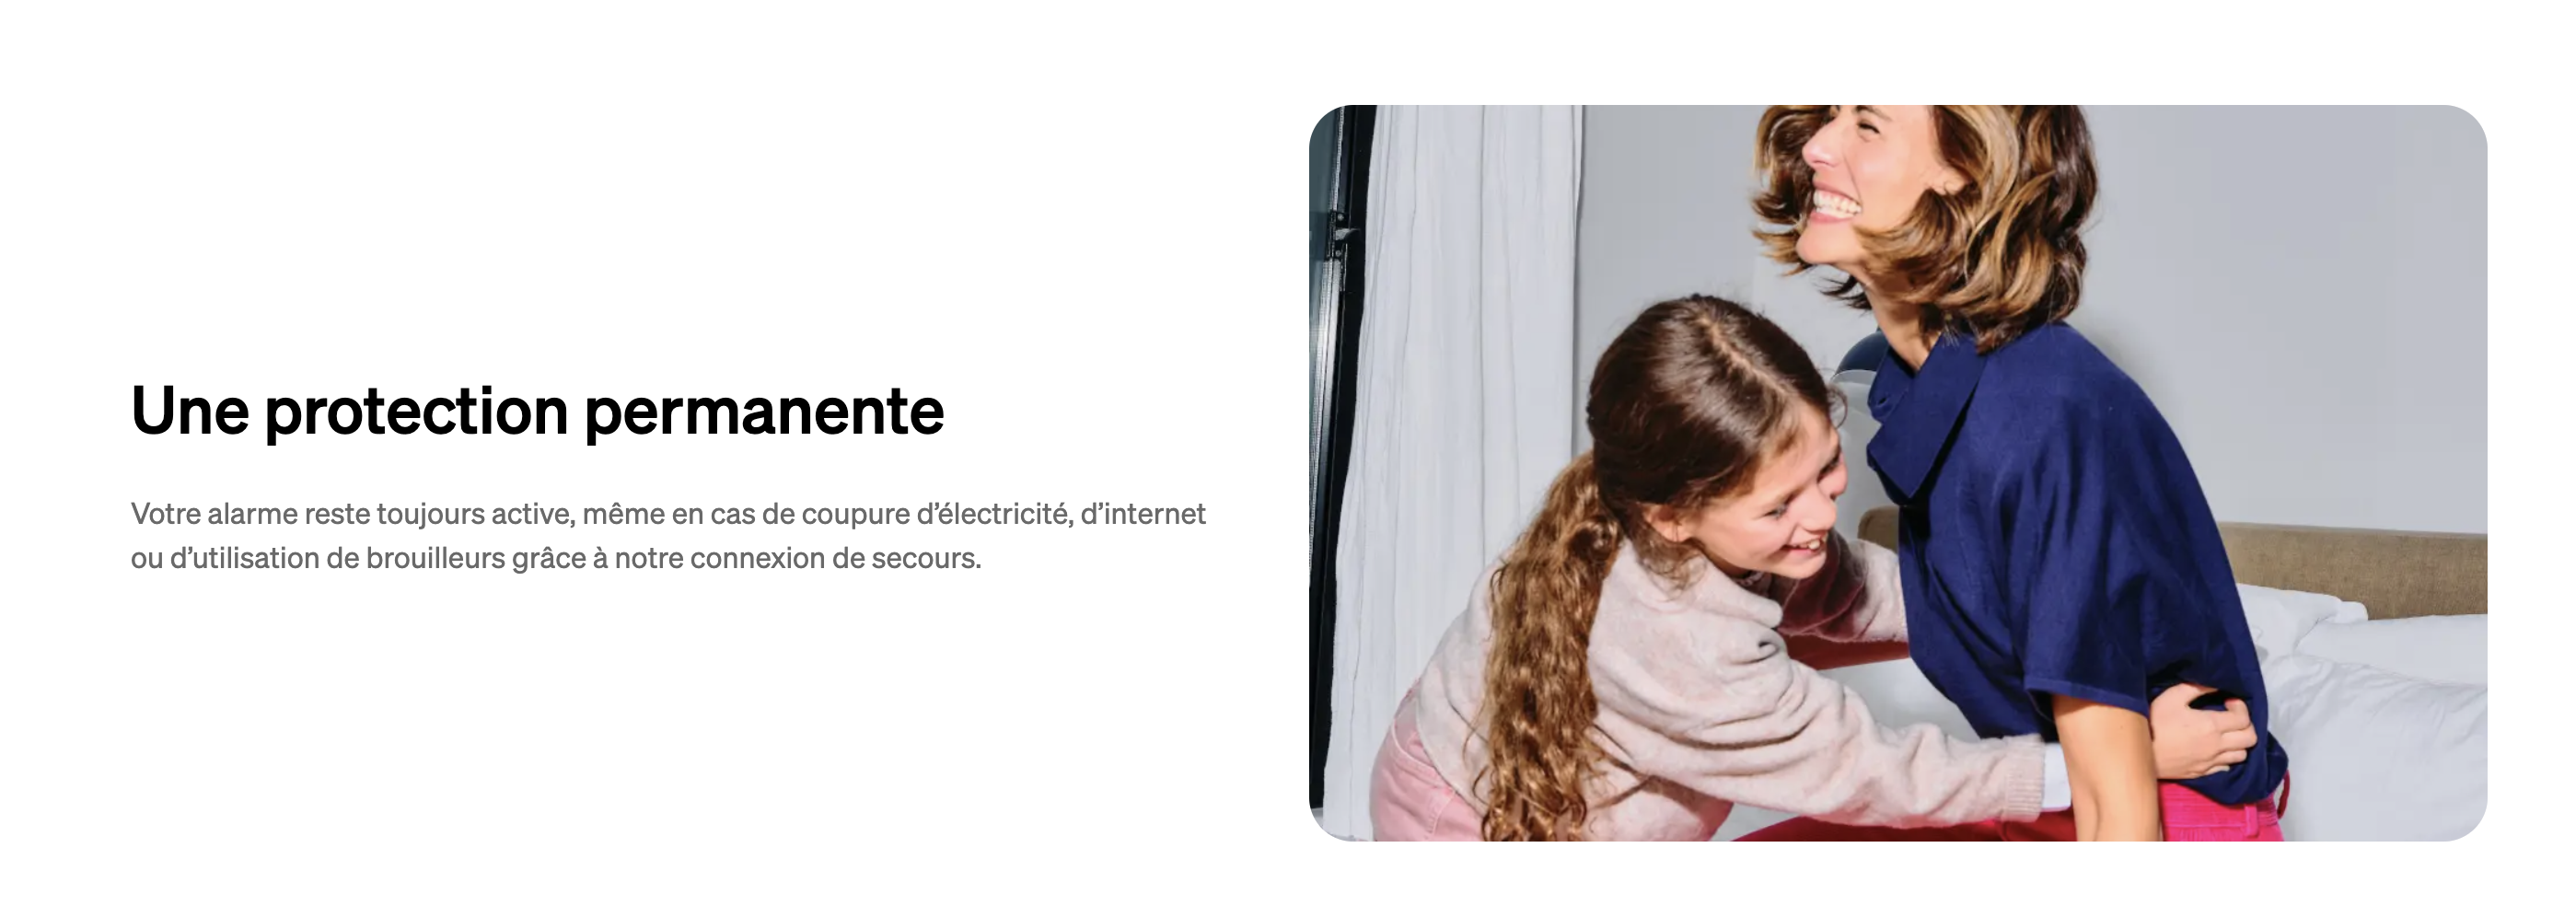 Une protection permanente
Votre alarme reste toujours active, même en cas de coupure d’électricité, d’internet
ou d’utilisation de brouilleurs grâce à notre connexion de secours.